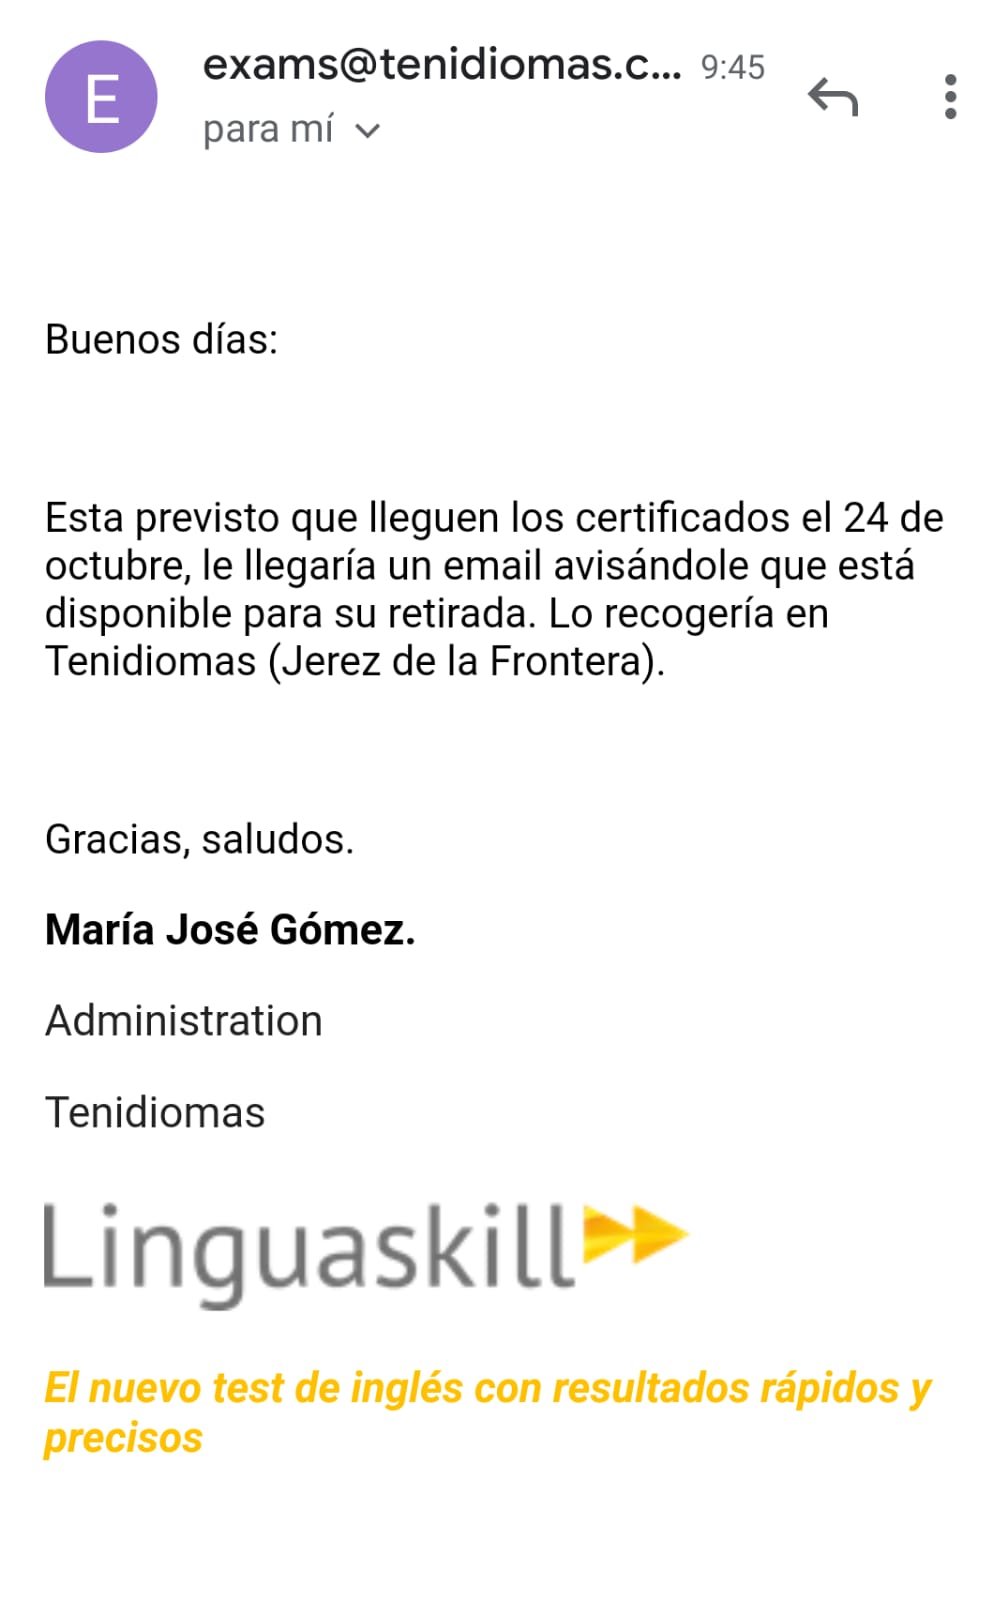 E
exams@tenidiomas.c... 9:45
para mí
Buenos días:
Esta previsto que lleguen los certificados el 24 de
octubre, le llegaría un email avisándole que está
disponible para su retirada. Lo recogería en
Tenidiomas (Jerez de la Frontera).
Gracias, saludos.
María José Gómez.
Administration
Tenidiomas
Linguaskill
El nuevo test de inglés con resultados rápidos y
precisos